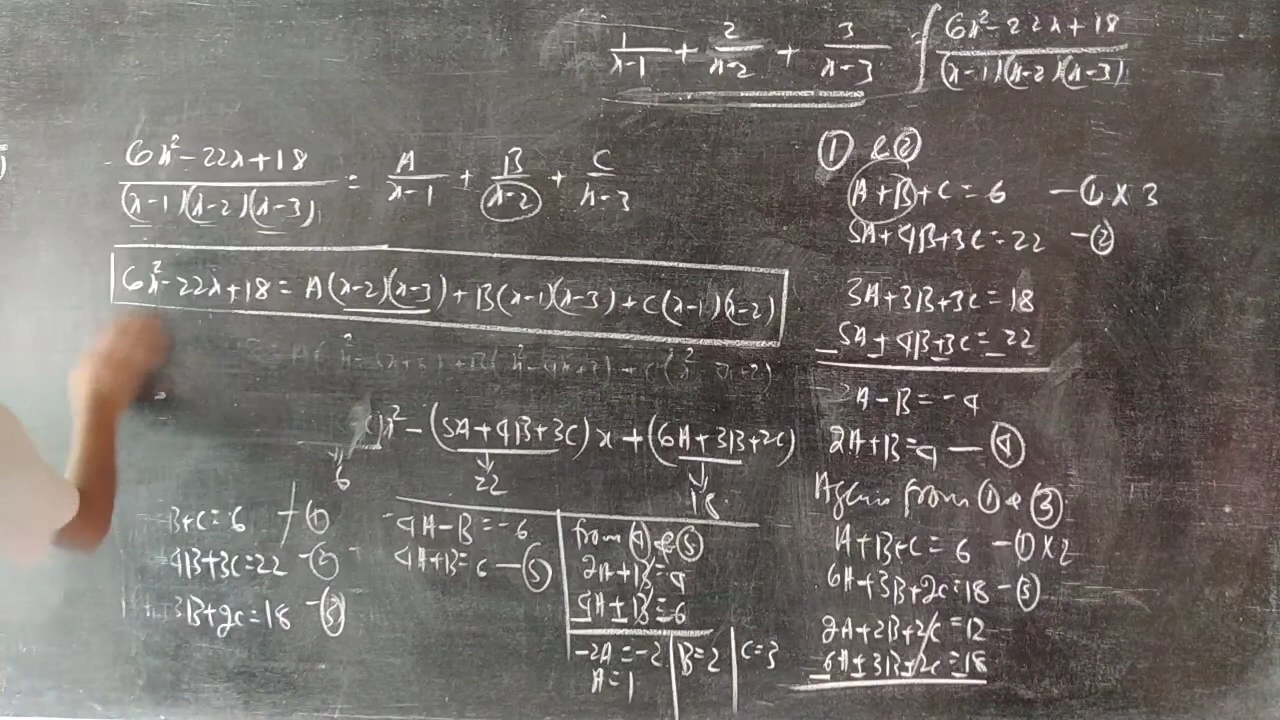 1/(x-1) + 2/(x-2) + 3/(x-3) ∫ (6x²-22x+18)/((x-1)(x-2)(x-3))
(6x²-22x+18)/((x-1)(x-2)(x-3)) = A/(x-1) + B/(x-2) + C/(x-3)
6x²-22x+18 = A(x-2)(x-3) + B(x-1)(x-3) + C(x-1)(x-2)
x² - (5A+4B+3C)x + (6A+3B+2C)
↓ 6 ↓ 22 ↓ 18
B+C=6 - ①
4B+3C=22 - ②
3B+2C=18 - ③
4A-B=-6
4A+B=6 - ⑤
from ④ & ⑤
2A+B=4
4A+B=6
-2A=-2
A=1
B=2
C=3
① & ②
A+B+C=6 - ① × 3
5A+4B+3C=22 - ②
3A+3B+3C=18
5A+4B+3C=22
2A-B=-4
2A+B=4 - ④
Again from ① & ③
A+B+C=6 - ① × 2
6A+3B+2C=18 - ③
2A+2B+2C=12
6A+3B+2C=18